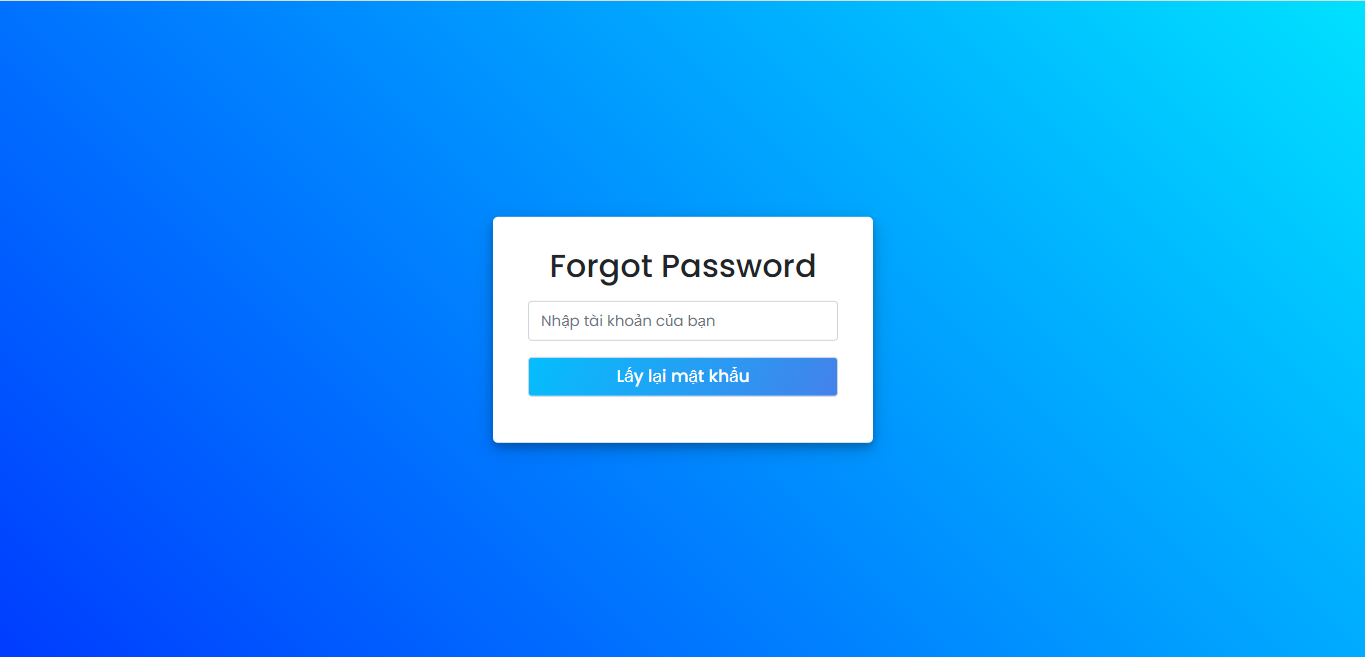 Forgot Password
Nhập tài khoản của bạn
Lấy lại mật khẩu